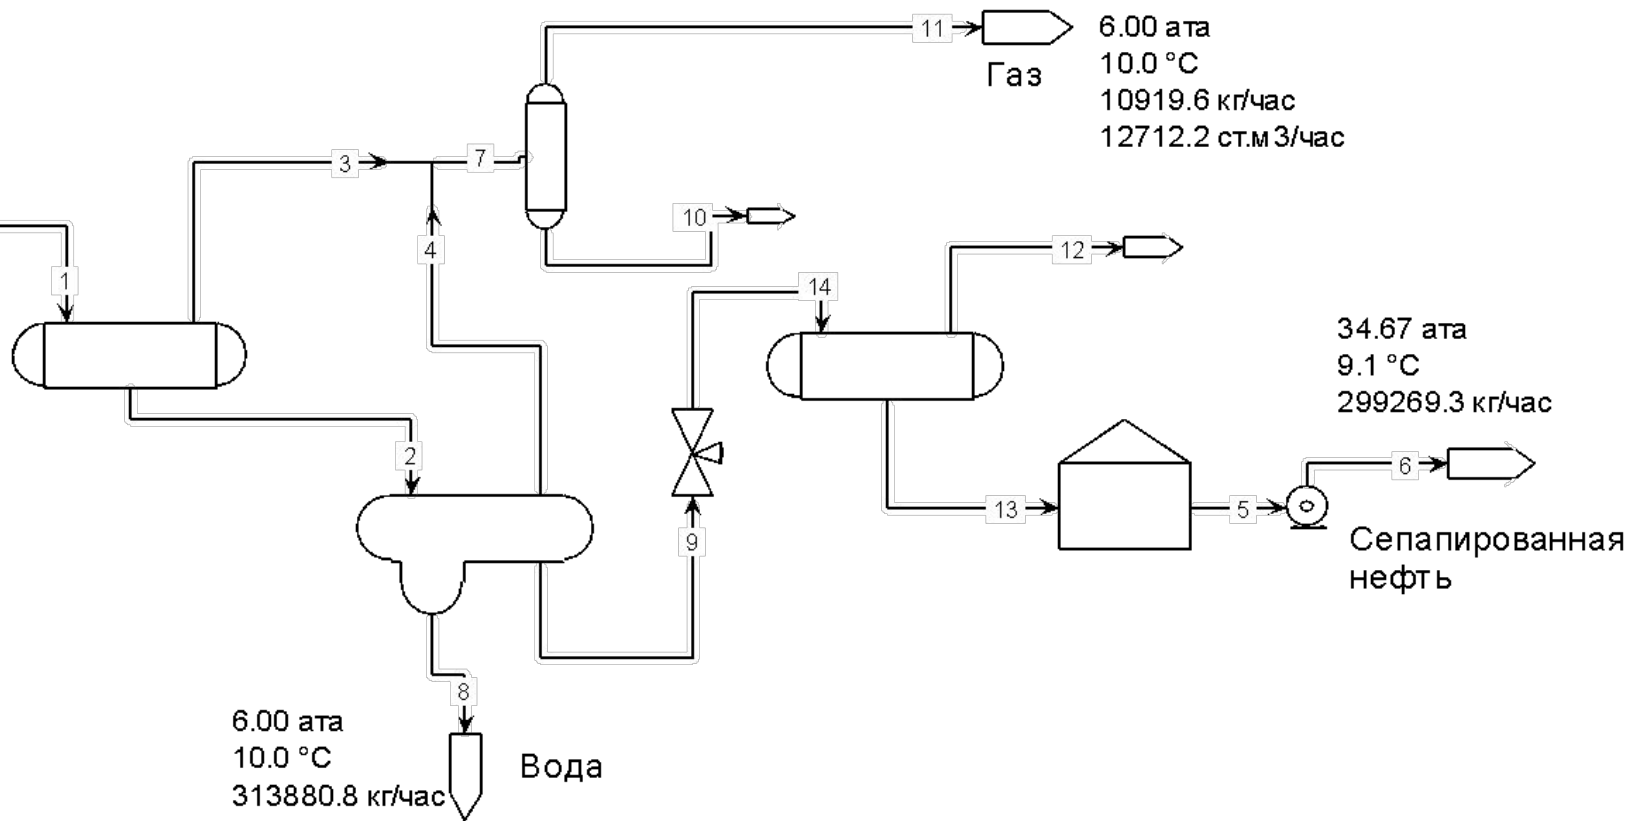 11
Газ
6.00 ата
10.0 °C
10919.6 кг/час
12712.2 ст.м3/час
3
7
10
4
12
1
14
34.67 ата
9.1 °C
299269.3 кг/час
2
6
13
5
9
Сепапированная
нефть
8
6.00 ата
10.0 °C
313880.8 кг/час
Вода